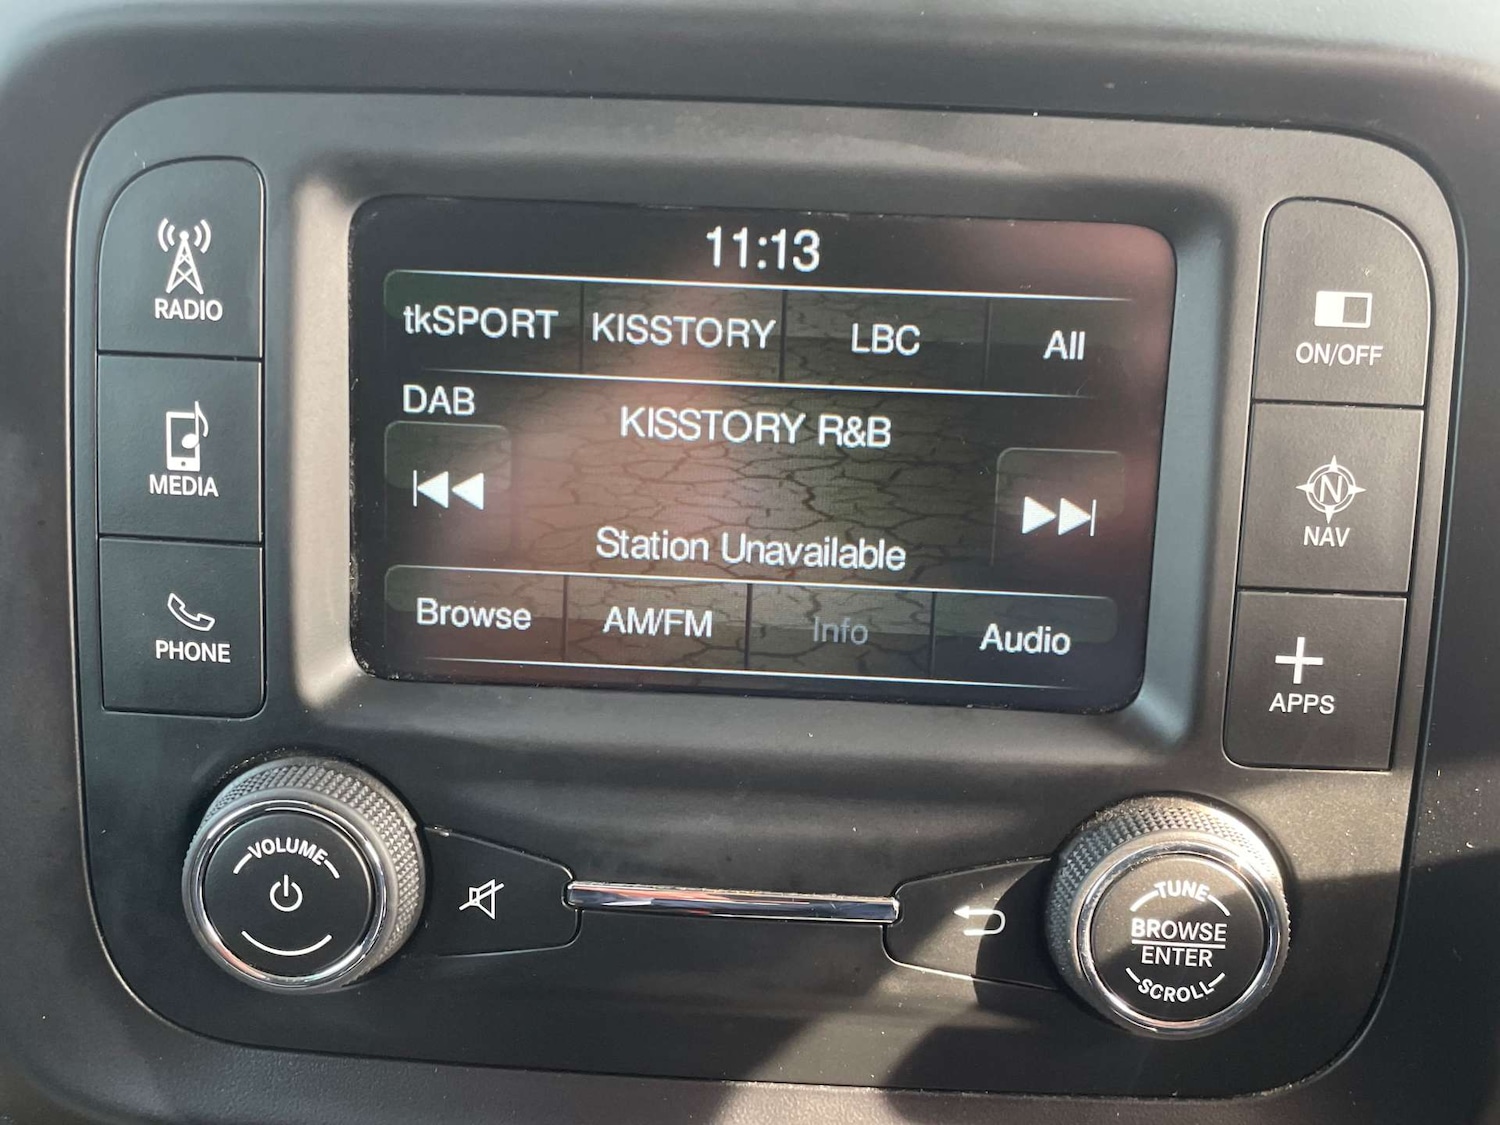 11:13
tkSPORT KISSTORY LBC All
DAB
KISSTORY R&B
Station Unavailable
Browse AM/FM Info Audio
RADIO
MEDIA
PHONE
ON/OFF
N
NAV
APPS
VOLUME
TUNE
BROWSE
ENTER
SCROLL